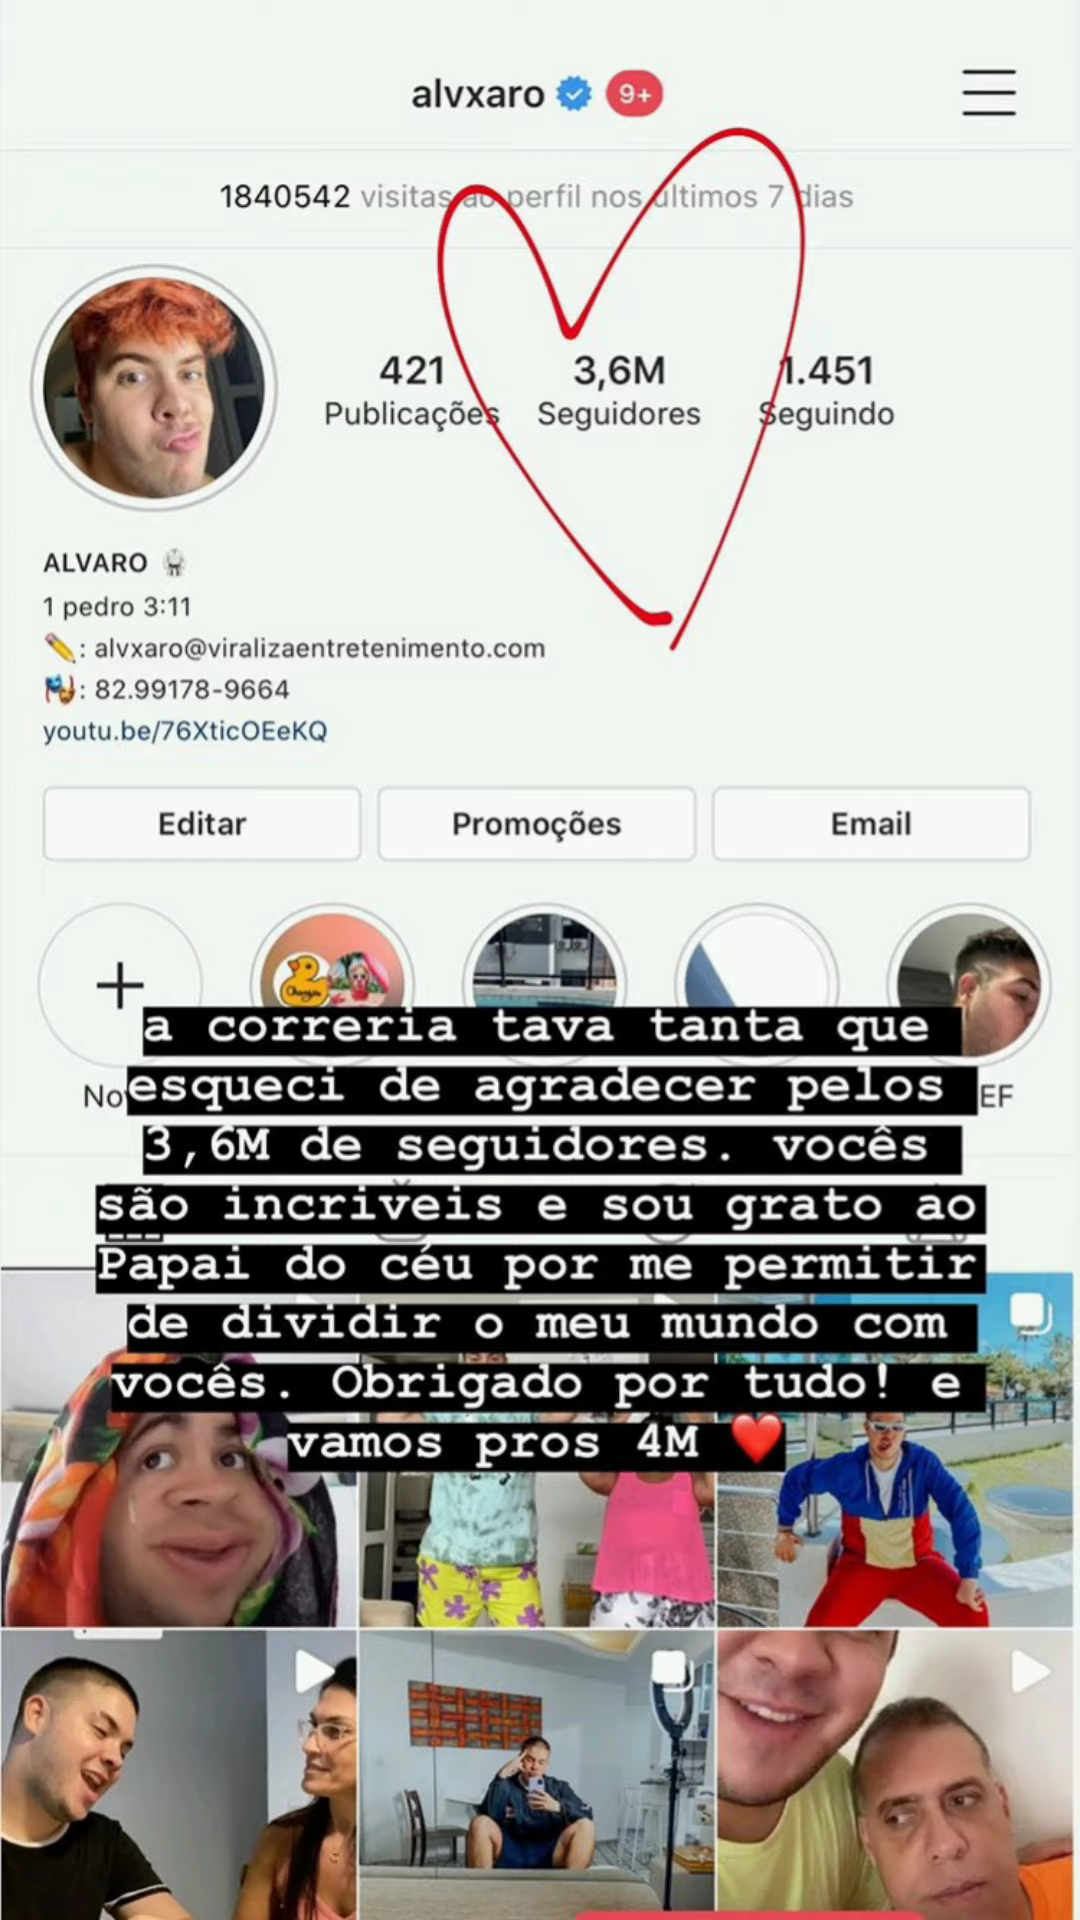 alvxaro 9+
1840542 visitas ao perfil nos últimos 7 dias
421 3,6M 1.451
Publicações Seguidores Seguindo
ALVARO
1 pedro 3:11
✏️: alvxaro@viralizaentretenimento.com
🎭: 82.99178-9664
youtu.be/76XticOEeKQ
Editar Promoções Email
a correria tava tanta que
esqueci de agradecer pelos
3,6M de seguidores. vocês
são incriveis e sou grato ao
Papai do céu por me permitir
de dividir o meu mundo com
vocês. Obrigado por tudo! e
vamos pros 4M ❤️